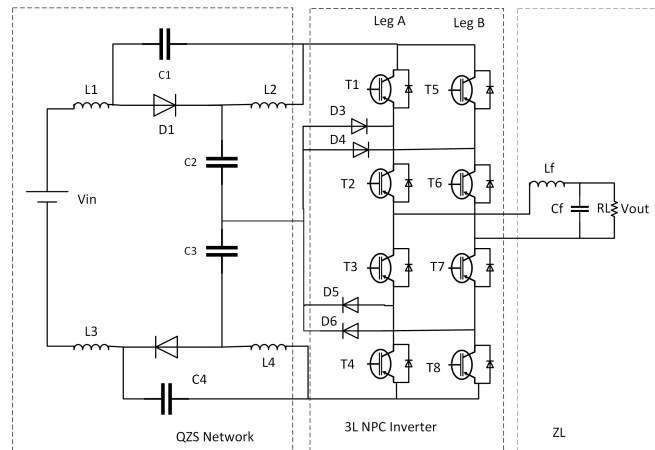 Leg A
Leg B
C1
L1
L2
D1
T1
T5
D3
D4
C2
T2
T6
Lf
Vin
Cf
RL
Vout
C3
T3
T7
D5
D6
L3
L4
T4
T8
C4
QZS Network
3L NPC Inverter
ZL